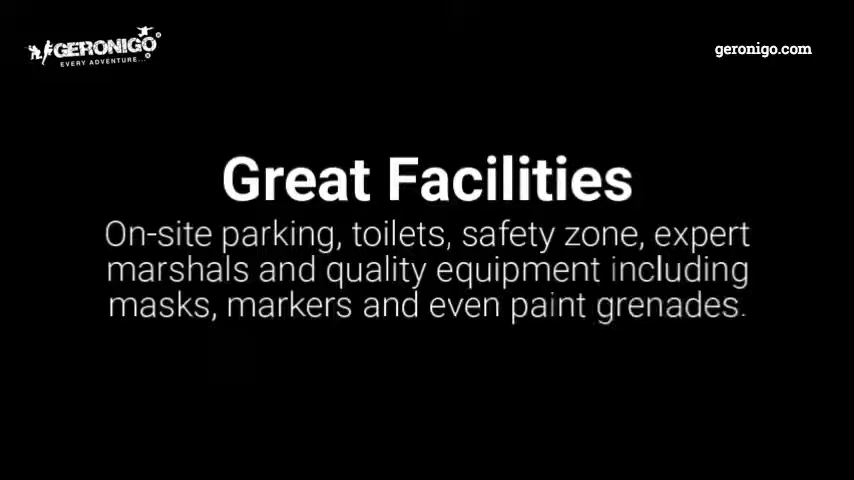 GERONIGO
EVERY ADVENTURE...
geronigo.com
Great Facilities
On-site parking, toilets, safety zone, expert
marshals and quality equipment including
masks, markers and even paint grenades.